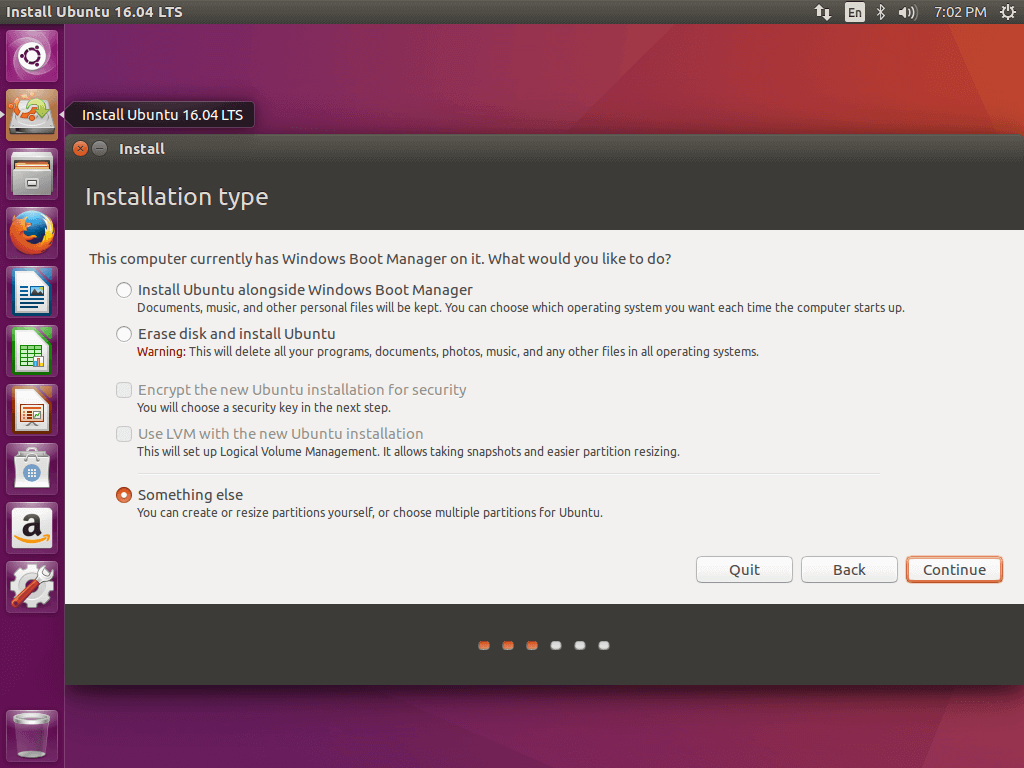 Install Ubuntu 16.04 LTS
En
7:02 PM
Install Ubuntu 16.04 LTS
Install
Installation type
This computer currently has Windows Boot Manager on it. What would you like to do?
Install Ubuntu alongside Windows Boot Manager
Documents, music, and other personal files will be kept. You can choose which operating system you want each time the computer starts up.
Erase disk and install Ubuntu
Warning: This will delete all your programs, documents, photos, music, and any other files in all operating systems.
Encrypt the new Ubuntu installation for security
You will choose a security key in the next step.
Use LVM with the new Ubuntu installation
This will set up Logical Volume Management. It allows taking snapshots and easier partition resizing.
Something else
You can create or resize partitions yourself, or choose multiple partitions for Ubuntu.
Quit
Back
Continue
a